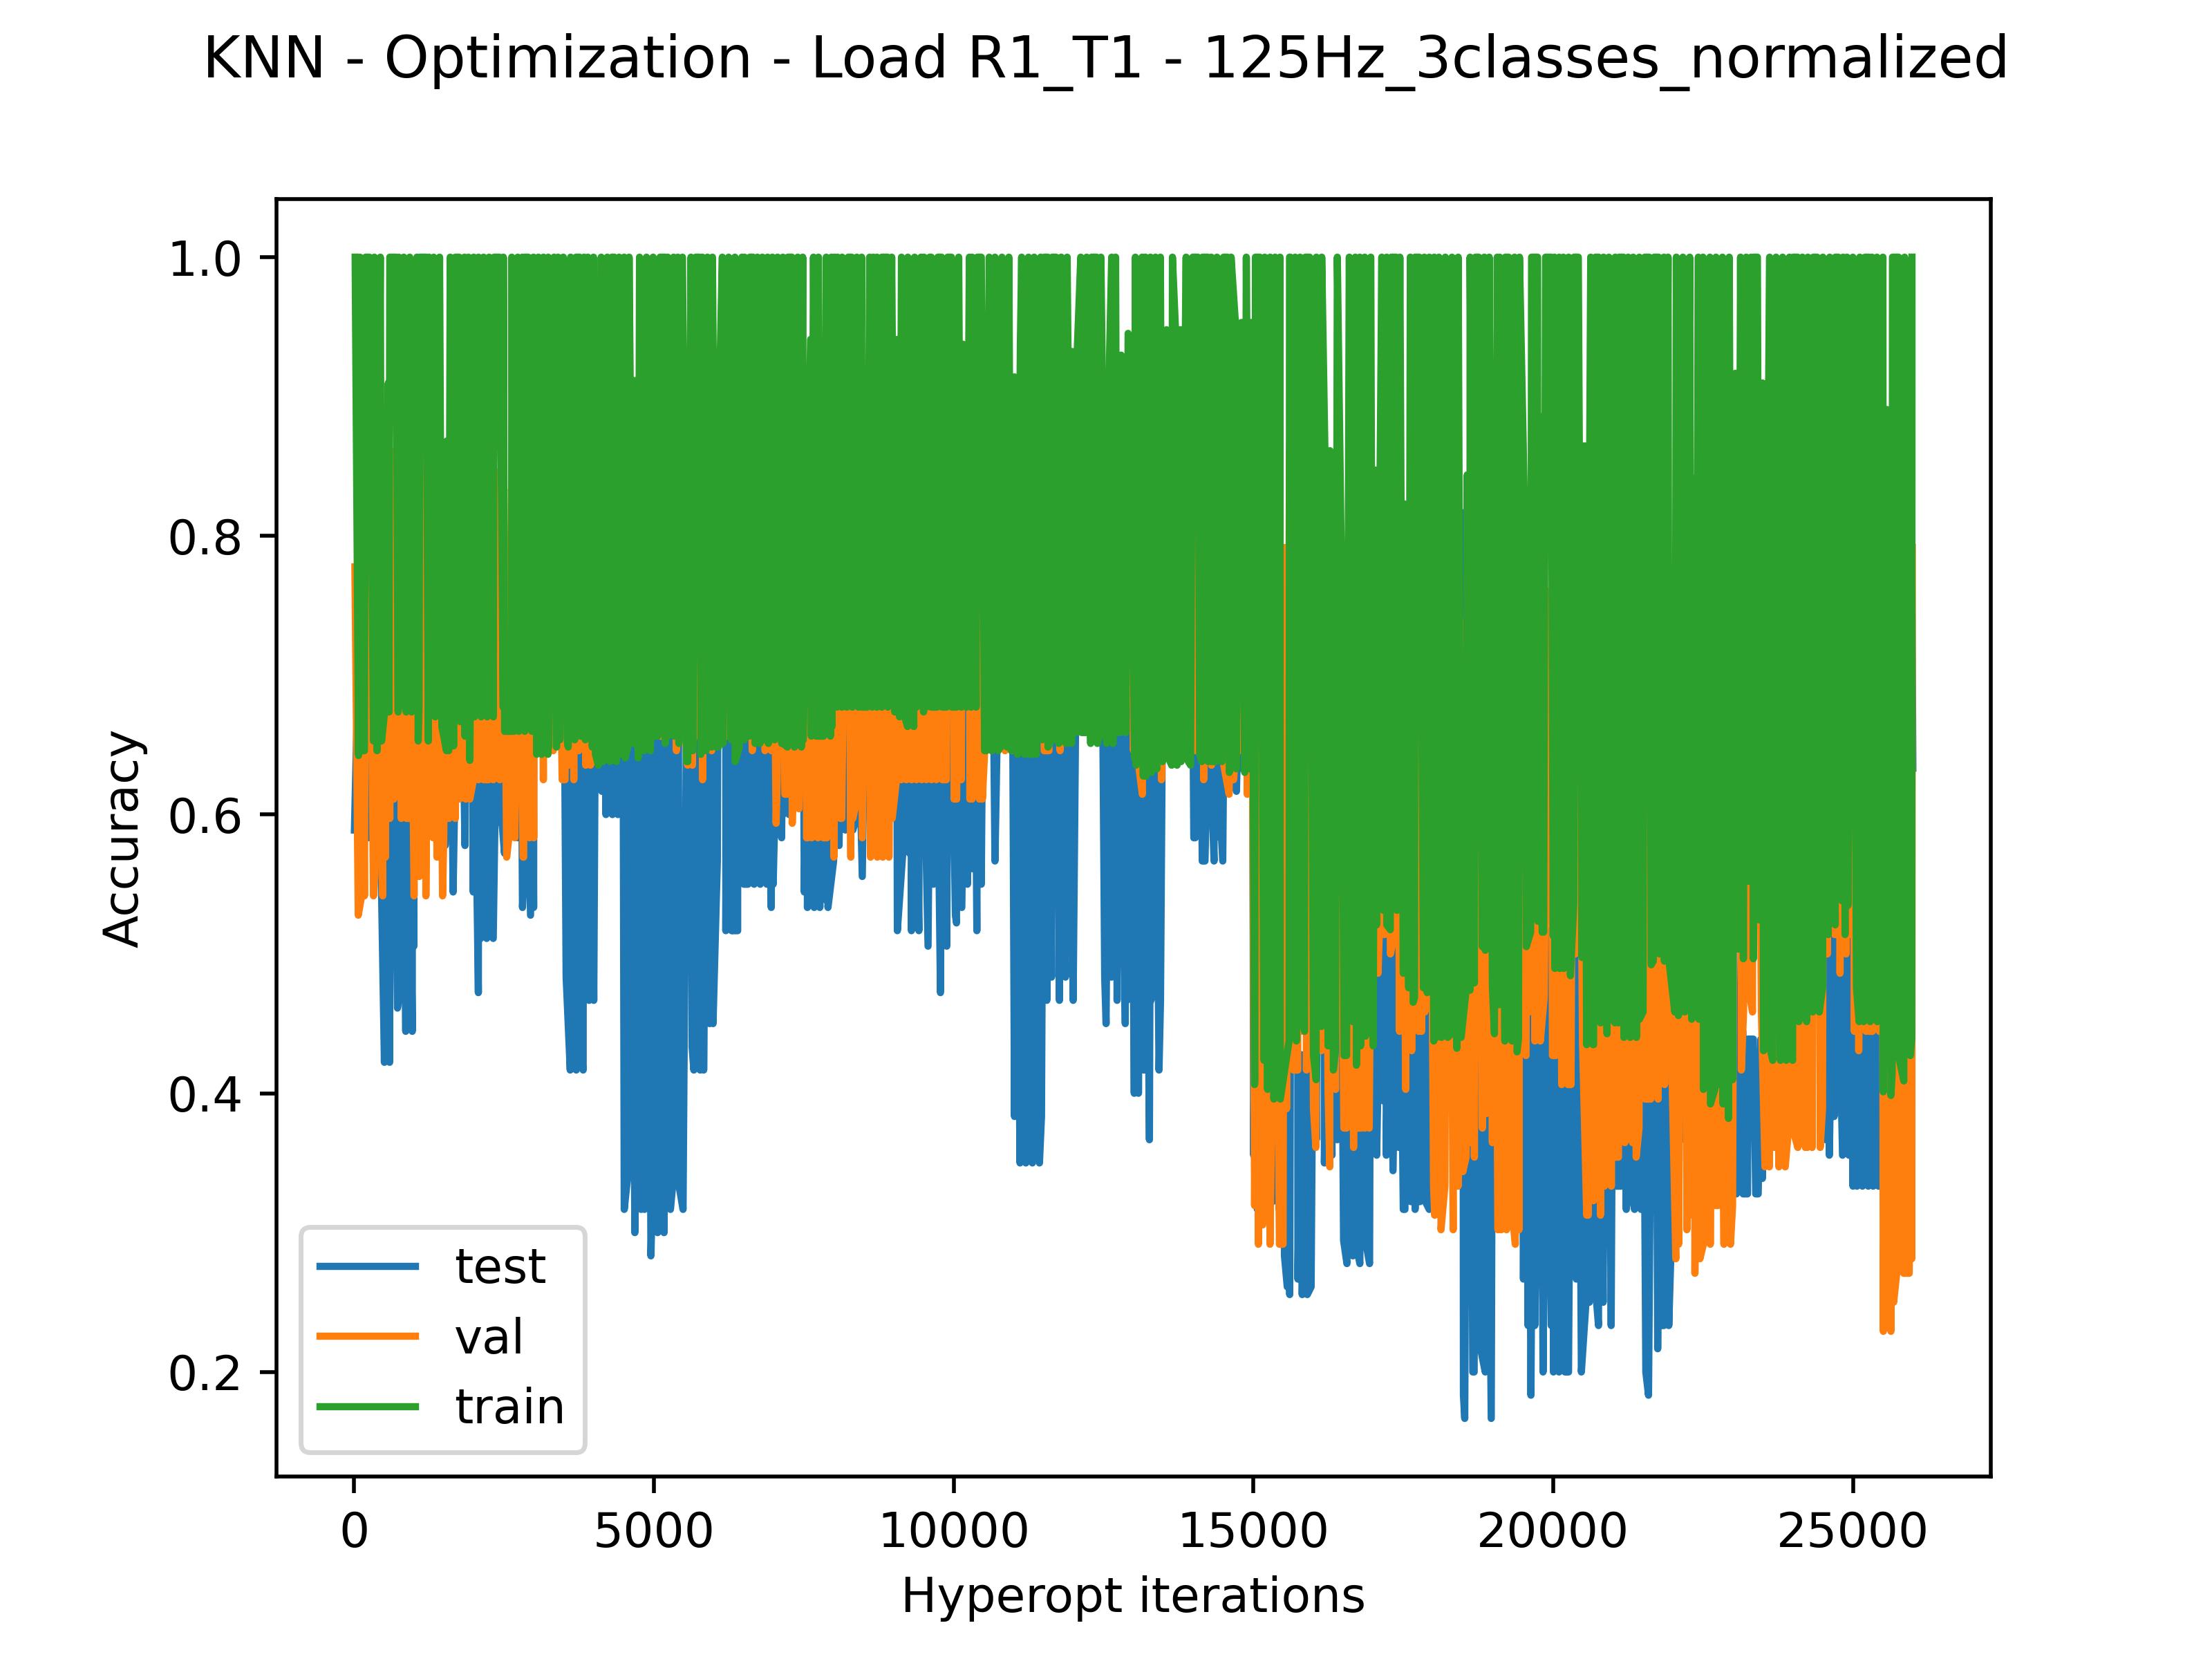 KNN - Optimization - Load R1_T1 - 125Hz_3classes_normalized
1.0
0.8
0.6
0.4
0.2
Accuracy
test
val
train
0 5000 10000 15000 20000 25000
Hyperopt iterations